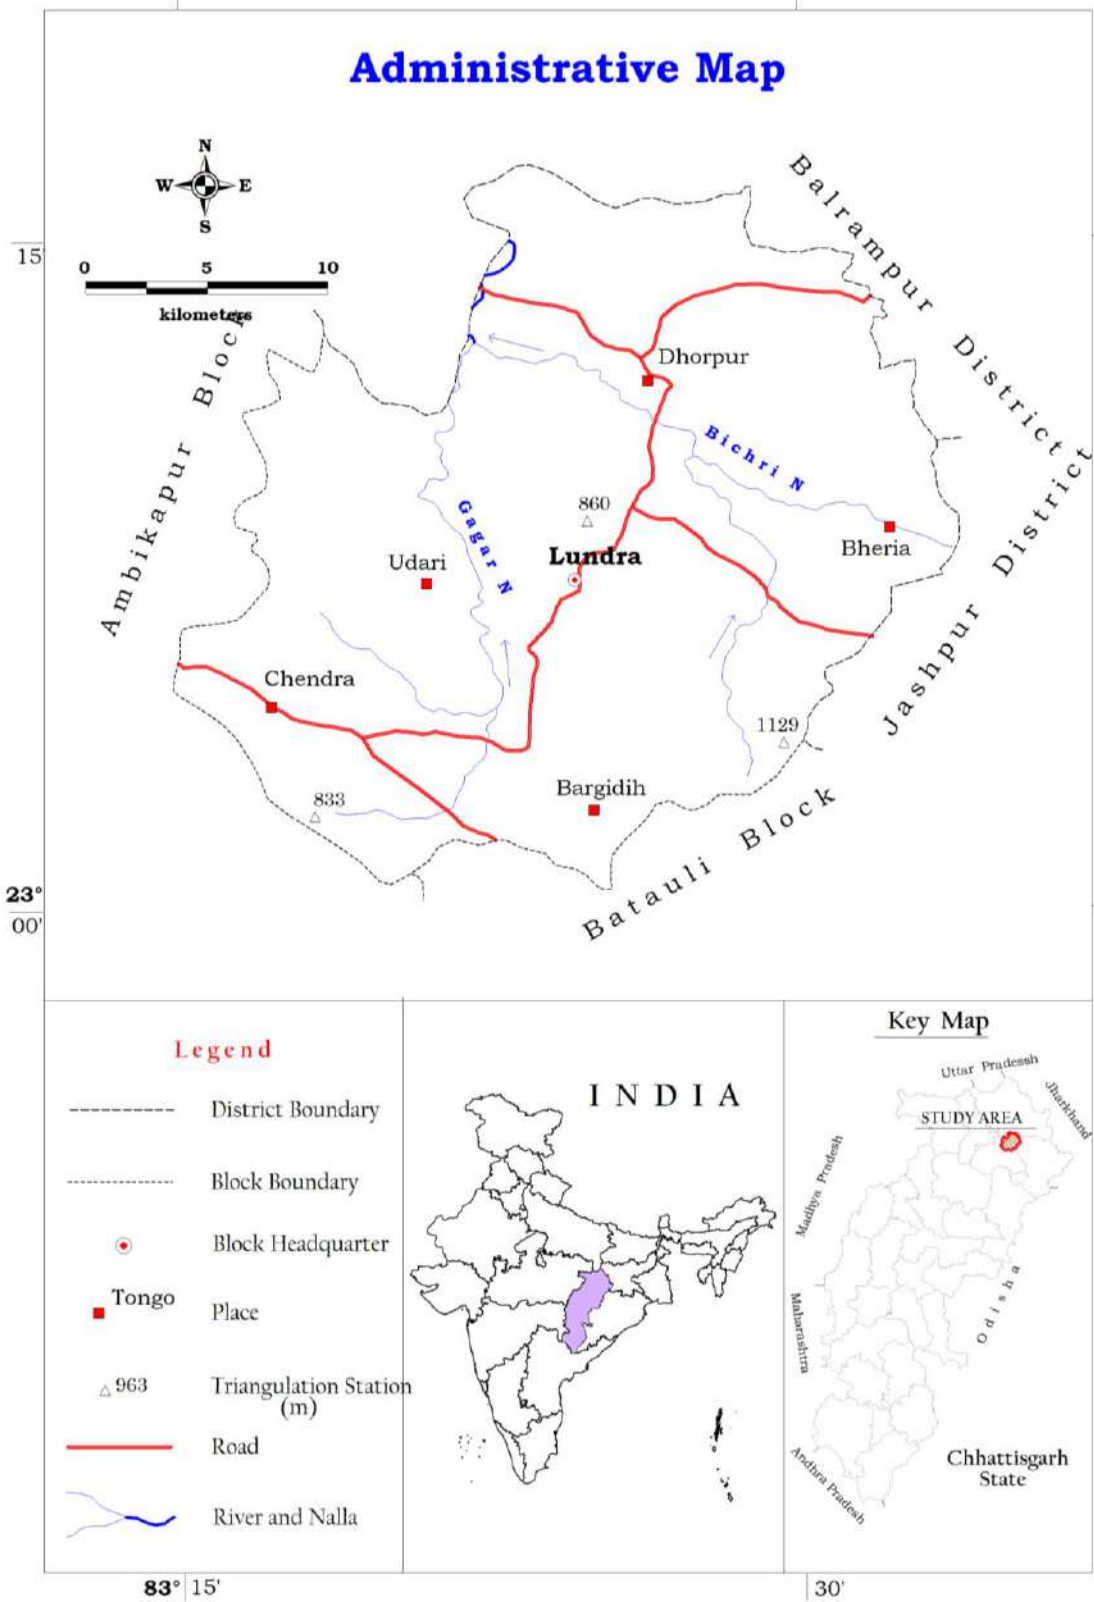 Administrative Map
N
W E
S
15'
0 5 10
kilometers
Balrampur District
Ambikapur Block
Dhorpur
Bichri N
860
Gagar N
Lundra
Udari
Bheria
Jashpur District
Chendra
1129
833
Bargidih
Batauli Block
23°
00'
Legend
District Boundary
Block Boundary
Block Headquarter
Tongo
Place
963
Triangulation Station
(m)
Road
River and Nalla
INDIA
Key Map
Uttar Pradessh
Jharkhand
STUDY AREA
Madhya Pradesh
Odisha
Maharashtra
Andhra Pradesh
Chhattisgarh
State
83° 15'
30'